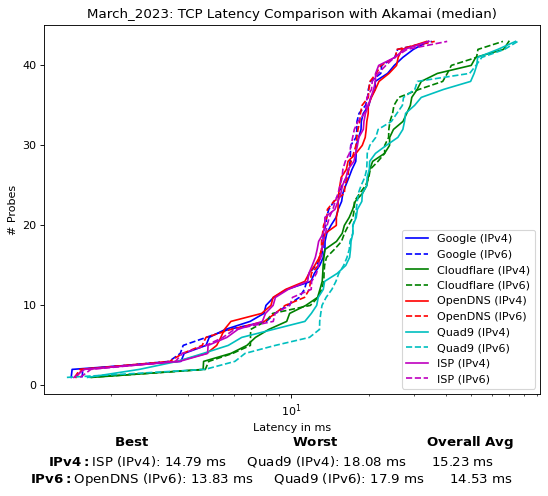 March_2023: TCP Latency Comparison with Akamai (median)
# Probes
40
30
20
10
0
Google (IPv4)
Google (IPv6)
Cloudflare (IPv4)
Cloudflare (IPv6)
OpenDNS (IPv4)
OpenDNS (IPv6)
Quad9 (IPv4)
Quad9 (IPv6)
ISP (IPv4)
ISP (IPv6)
10¹
Latency in ms
Best Worst Overall Avg
IPv4: ISP (IPv4): 14.79 ms Quad9 (IPv4): 18.08 ms 15.23 ms
IPv6: OpenDNS (IPv6): 13.83 ms Quad9 (IPv6): 17.9 ms 14.53 ms